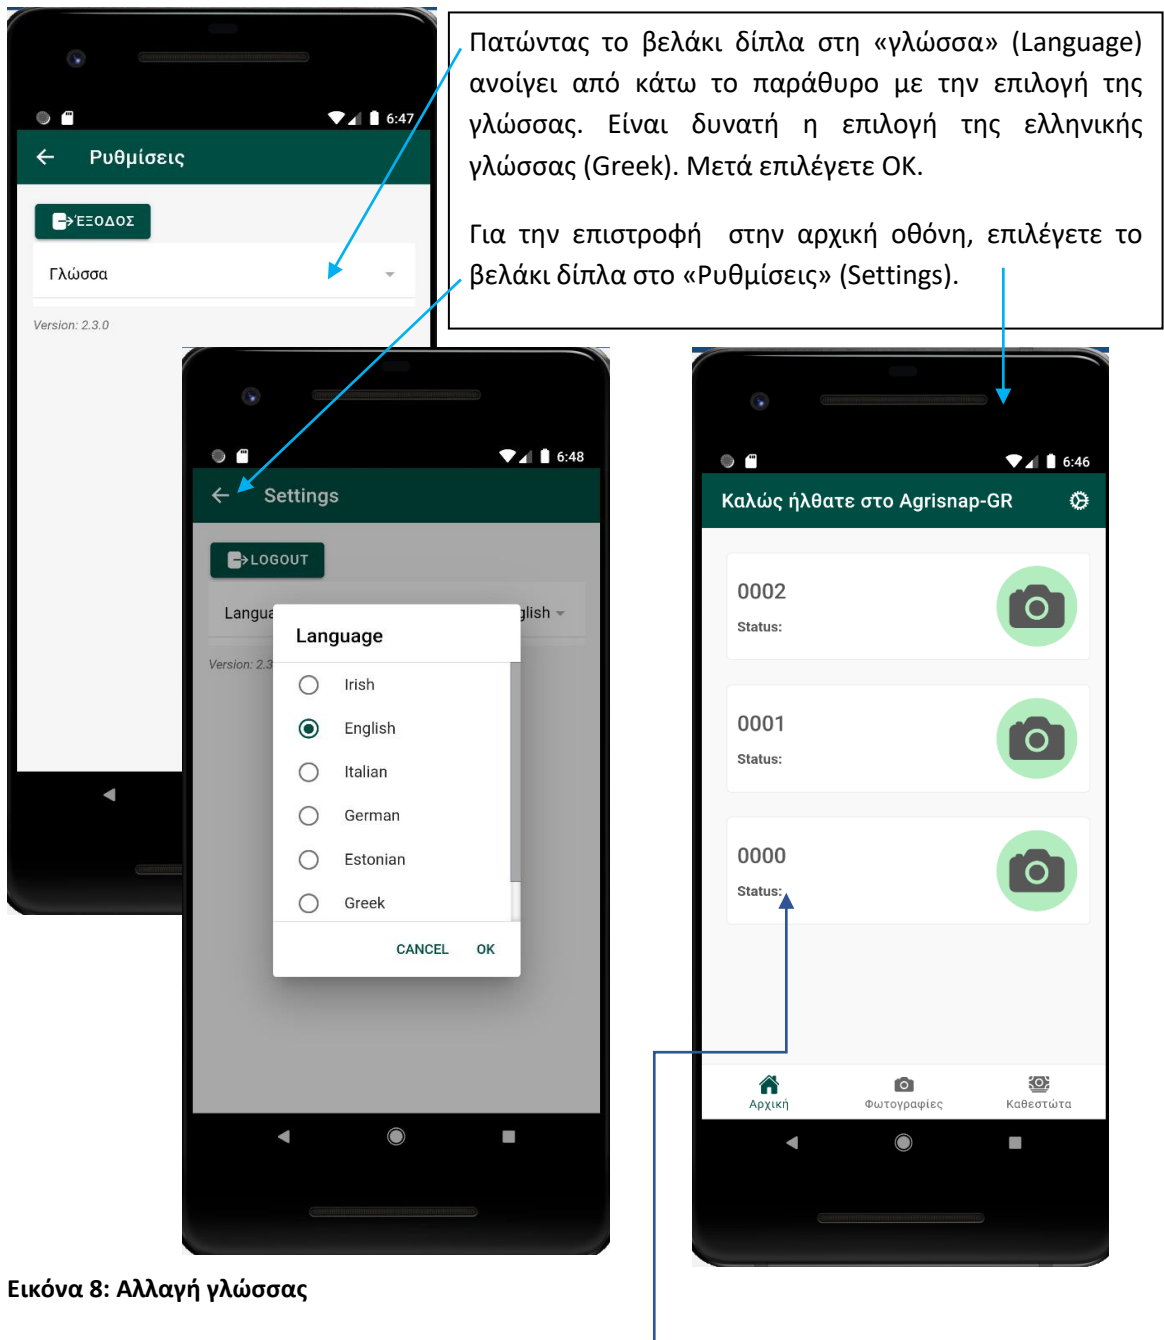 Πατώντας το βελάκι δίπλα στη «γλώσσα» (Language)
ανοίγει από κάτω το παράθυρο με την επιλογή της
γλώσσας. Είναι δυνατή η επιλογή της ελληνικής
γλώσσας (Greek). Μετά επιλέγετε ΟΚ.
Για την επιστροφή στην αρχική οθόνη, επιλέγετε το
βελάκι δίπλα στο «Ρυθμίσεις» (Settings).
6:47
Ρυθμίσεις
ΈΞΟΔΟΣ
Γλώσσα
Version: 2.3.0
6:48
Settings
LOGOUT
Langua glish
Version: 2.3
Language
Irish
English
Italian
German
Estonian
Greek
CANCEL OK
6:46
Καλώς ήλθατε στο Agrisnap-GR
0002
Status:
0001
Status:
0000
Status:
Αρχική Φωτογραφίες Καθεστώτα
Εικόνα 8: Αλλαγή γλώσσας